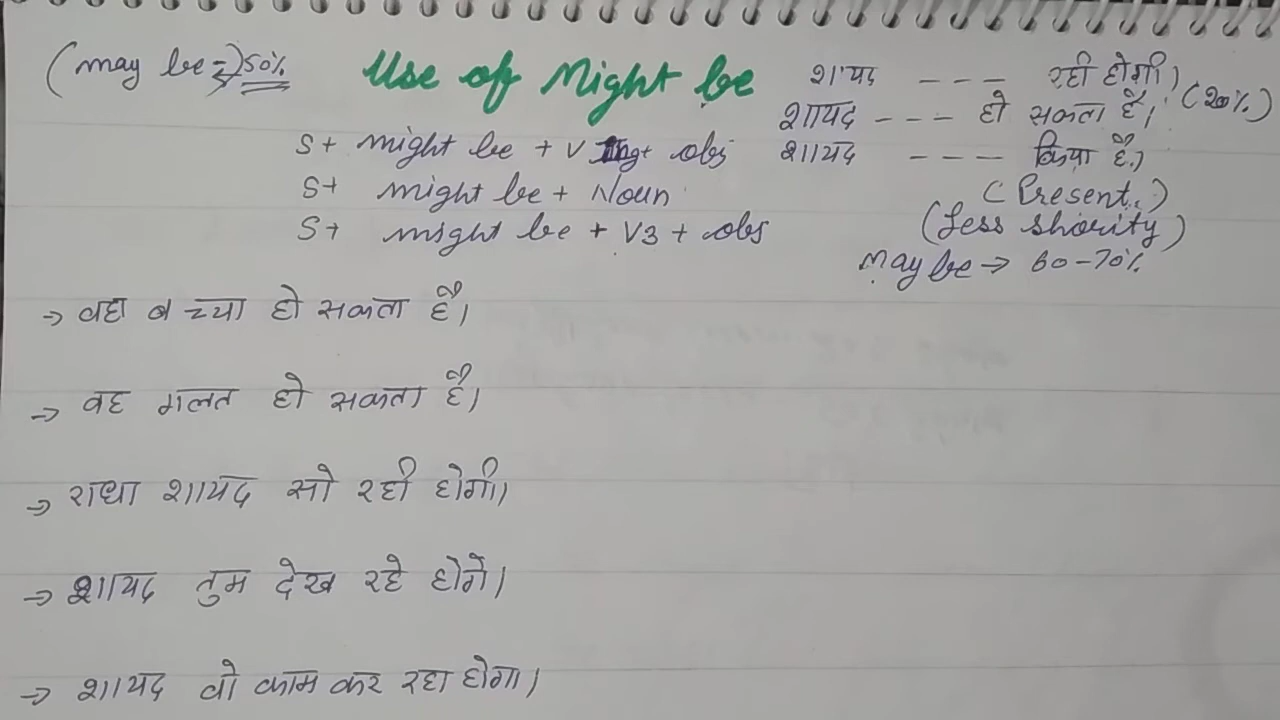 (may be → 50%
Use of Might be
शायद --- रही होगी।
शायद --- हो सकता है। (20%)
S+ might be + V ing+ obj
शायद --- किया है।
S+ might be + Noun
(Present)
S+ might be + V3 + obj
(Less shority)
may be → 60-70%
→ वहा बच्चा हो सकता है।
→ वह गलत हो सकता है।
→ राधा शायद सो रही होगी।
→ शायद तुम देख रहे होगे।
→ शायद वो काम कर रहा होगा।